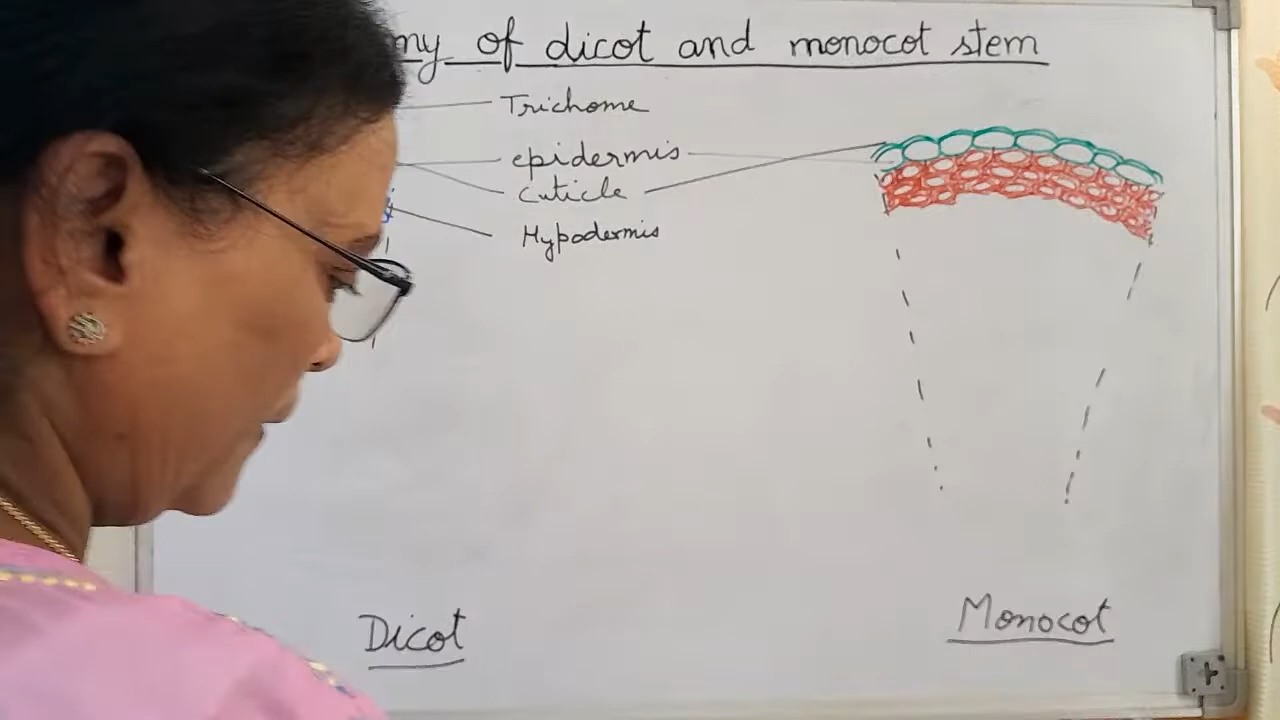 my of dicot and monocot stem
Trichome
epidermis
Cuticle
Hypodermis
Dicot
Monocot